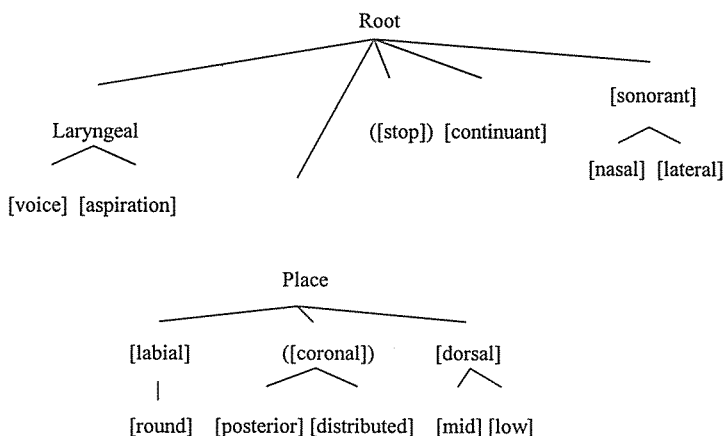 Root
[sonorant]
Laryngeal
([stop]) [continuant]
[nasal] [lateral]
[voice] [aspiration]
Place
[labial] ([coronal]) [dorsal]
[round] [posterior] [distributed] [mid] [low]